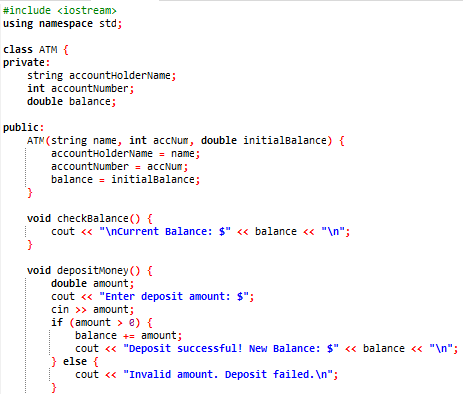 #include <iostream>
using namespace std;
class ATM {
private:
string accountHolderName;
int accountNumber;
double balance;
public:
ATM(string name, int accNum, double initialBalance) {
accountHolderName = name;
accountNumber = accNum;
balance = initialBalance;
}
void checkBalance() {
cout << "\nCurrent Balance: $" << balance << "\n";
}
void depositMoney() {
double amount;
cout << "Enter deposit amount: $";
cin >> amount;
if (amount > 0) {
balance += amount;
cout << "Deposit successful! New Balance: $" << balance << "\n";
} else {
cout << "Invalid amount. Deposit failed.\n";
}